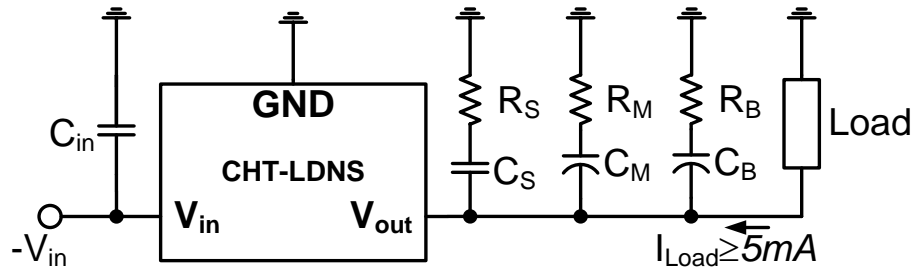 GND
C_in
CHT-LDNS
R_S
R_M
R_B
Load
C_S
C_M
C_B
V_in
V_out
-V_in
I_Load≥5mA